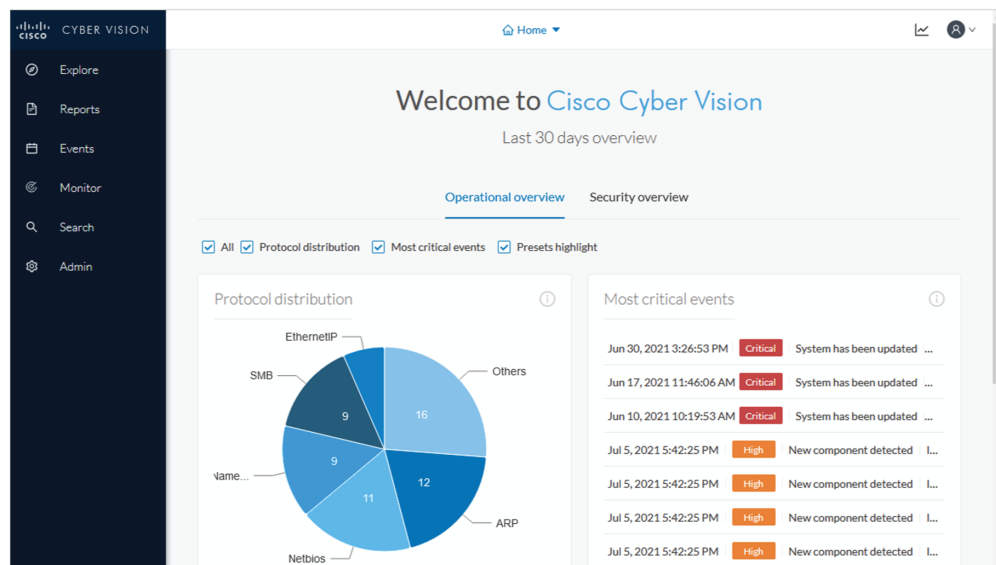 CISCO CYBER VISION
Home
Explore
Reports
Events
Monitor
Search
Admin
Welcome to Cisco Cyber Vision
Last 30 days overview
Operational overview Security overview
All Protocol distribution Most critical events Presets highlight
Protocol distribution
EthernetIP
SMB
Others
9
16
9
12
Name...
11
ARP
Netbios
Most critical events
Jun 30, 2021 3:26:53 PM Critical System has been updated ...
Jun 17, 2021 11:46:06 AM Critical System has been updated ...
Jun 10, 2021 10:19:53 AM Critical System has been updated ...
Jul 5, 2021 5:42:25 PM High New component detected I...
Jul 5, 2021 5:42:25 PM High New component detected I...
Jul 5, 2021 5:42:25 PM High New component detected I...
Jul 5, 2021 5:42:25 PM High New component detected I...